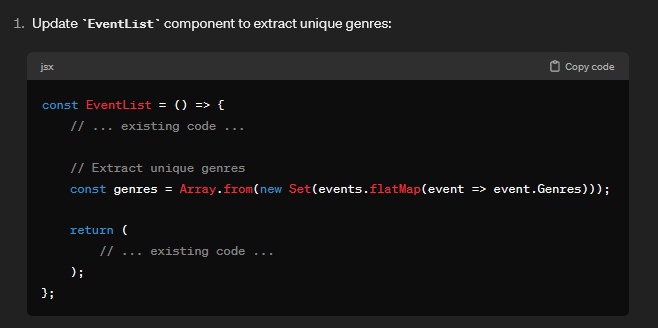 1. Update `EventList` component to extract unique genres:
jsx Copy code
const EventList = () => {
    // ... existing code ...

    // Extract unique genres
    const genres = Array.from(new Set(events.flatMap(event => event.Genres)));

    return (
        // ... existing code ...
    );
};